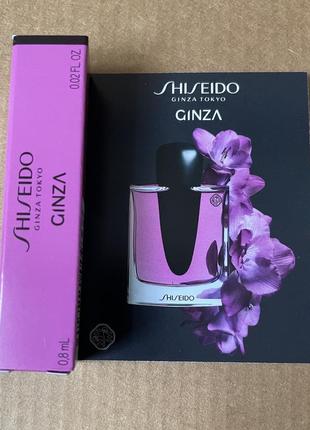 SHISEIDO
GINZA TOKYO
GINZA
0.02 FL. OZ
0.8 mL
SHISEIDO
GINZA TOKYO
GINZA
SHISEIDO